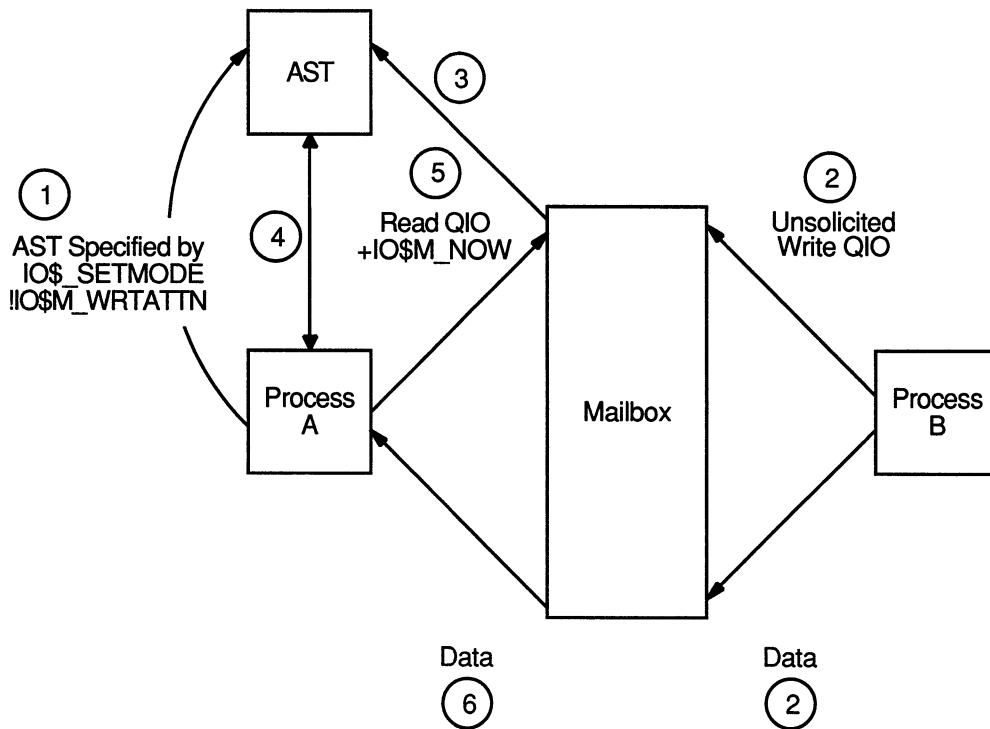 AST
3
1
AST Specified by
IO$_SETMODE
!IO$M_WRTATTN
4
5
Read QIO
+IO$M_NOW
2
Unsolicited
Write QIO
Process
A
Mailbox
Process
B
Data
6
Data
2